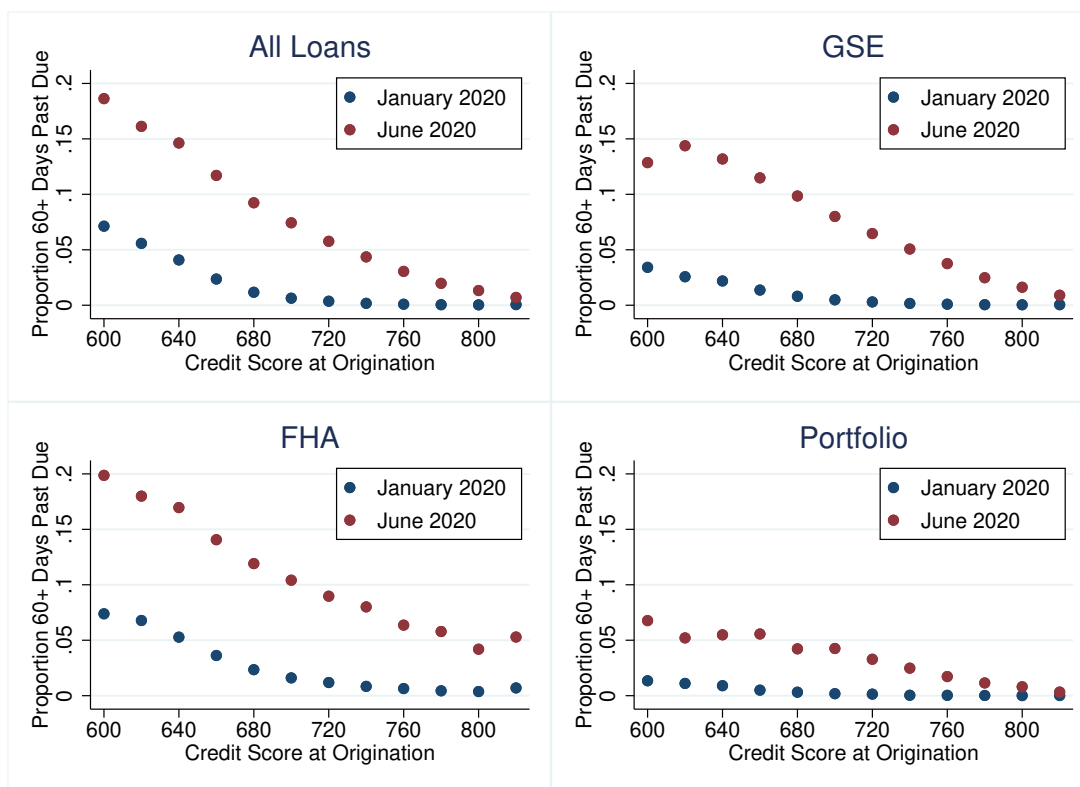 All Loans
Proportion 60+ Days Past Due
.2
.15
.1
.05
0
January 2020
June 2020
600 640 680 720 760 800
Credit Score at Origination
GSE
Proportion 60+ Days Past Due
.2
.15
.1
.05
0
January 2020
June 2020
600 640 680 720 760 800
Credit Score at Origination
FHA
Proportion 60+ Days Past Due
.2
.15
.1
.05
0
January 2020
June 2020
600 640 680 720 760 800
Credit Score at Origination
Portfolio
Proportion 60+ Days Past Due
.2
.15
.1
.05
0
January 2020
June 2020
600 640 680 720 760 800
Credit Score at Origination